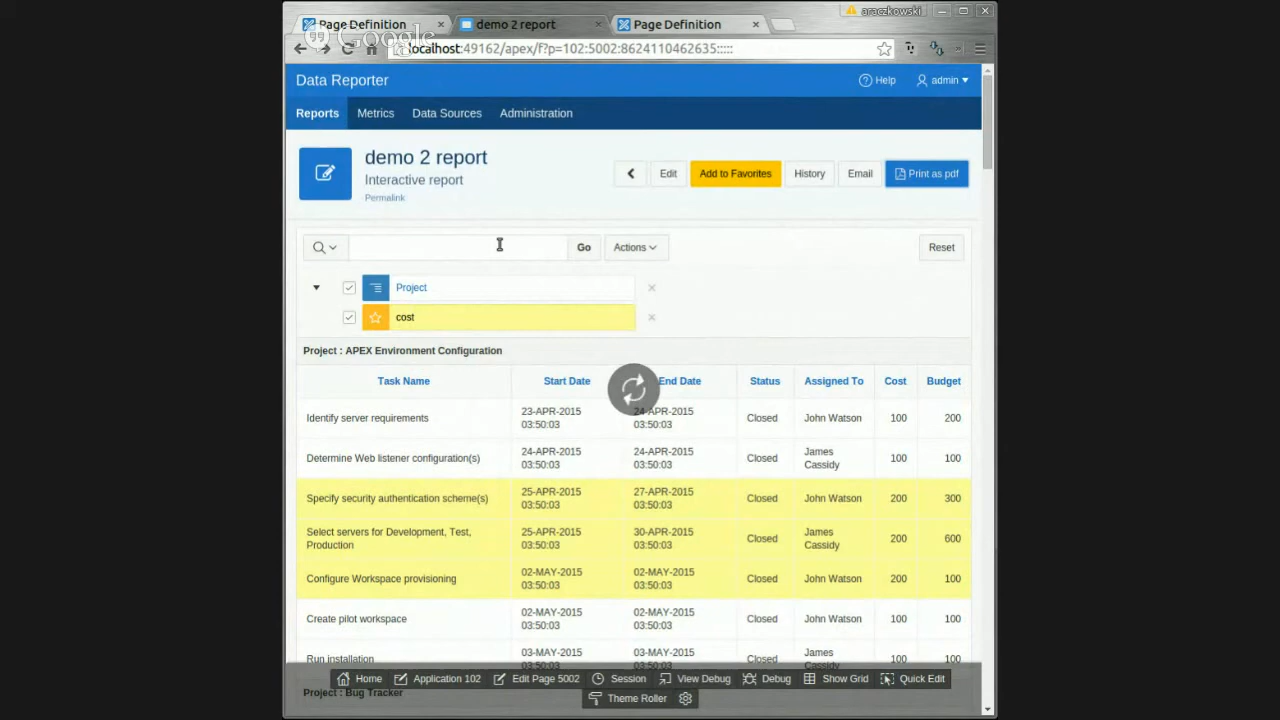 araczkowski
Page Definition
demo 2 report
Page Definition
Google
localhost:49162/apex/f?p=102:5002:8624110462635:::::
Data Reporter
Help
admin
Reports Metrics Data Sources Administration
demo 2 report
Interactive report
Permalink
Edit Add to Favorites History Email Print as pdf
Go Actions Reset
Project
cost
Project : APEX Environment Configuration
Task Name Start Date End Date Status Assigned To Cost Budget
Identify server requirements 23-APR-2015 03:50:03 24-APR-2015 03:50:03 Closed John Watson 100 200
Determine Web listener configuration(s) 24-APR-2015 03:50:03 24-APR-2015 03:50:03 Closed James Cassidy 100 100
Specify security authentication scheme(s) 25-APR-2015 03:50:03 27-APR-2015 03:50:03 Closed John Watson 200 300
Select servers for Development, Test, Production 25-APR-2015 03:50:03 30-APR-2015 03:50:03 Closed James Cassidy 200 600
Configure Workspace provisioning 02-MAY-2015 03:50:03 02-MAY-2015 03:50:03 Closed John Watson 200 100
Create pilot workspace 02-MAY-2015 03:50:03 02-MAY-2015 03:50:03 Closed John Watson 100 100
Run installation 03-MAY-2015 03-MAY-2015 Closed James 100 100
Home Application 102 Edit Page 5002 Session View Debug Debug Show Grid Quick Edit
Project : Bug Tracker
Theme Roller